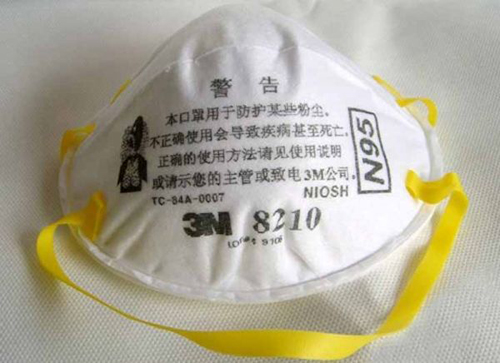 警告
本口罩用于防护某些粉尘.
不正确使用会导致疾病甚至死亡.
正确的使用方法请见使用说明
或请示您的主管或致电3M公司.
TC-84A-0007
NIOSH
N95
3M 8210